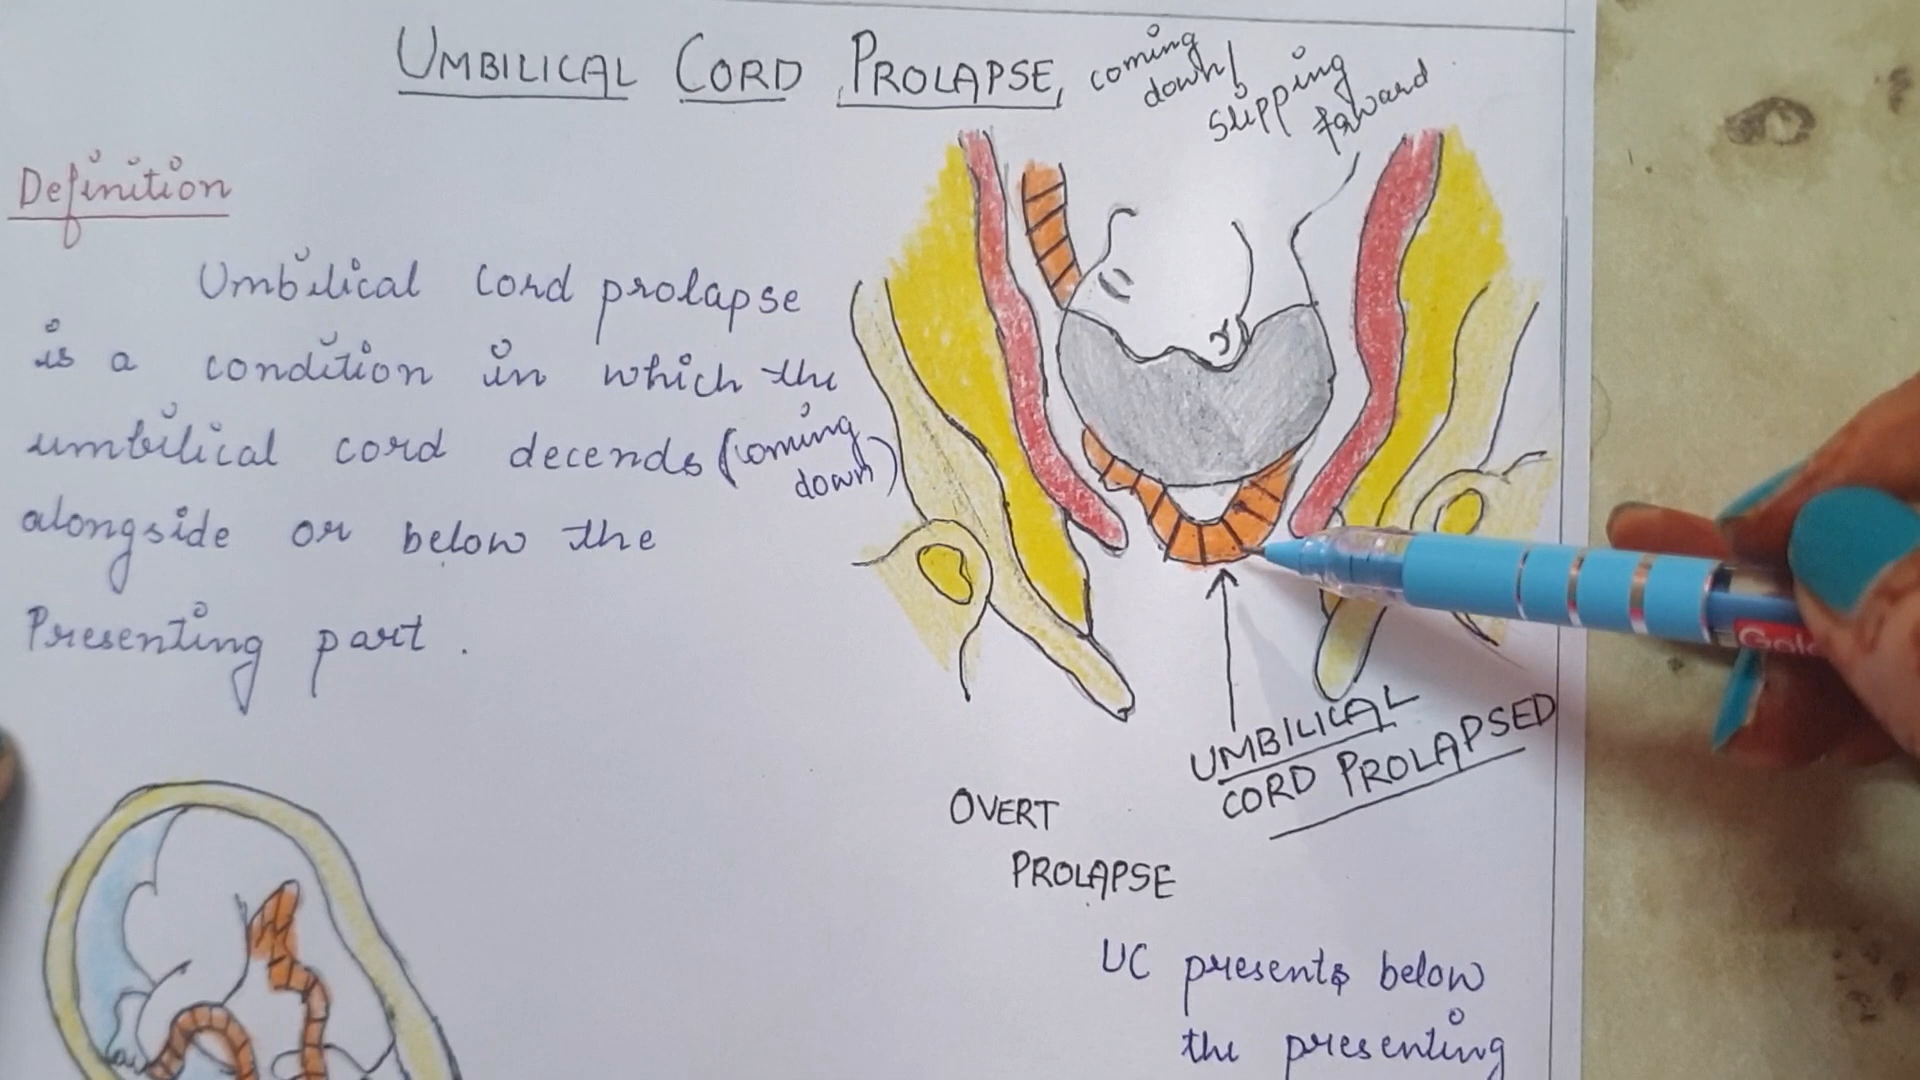 UMBILICAL CORD PROLAPSE, coming
down/
slipping
forward
Definition
Umbilical cord prolapse
is a condition in which the
umbilical cord decends (coming
down)
alongside or below the
Presenting part.
UMBILICAL
CORD PROLAPSED
OVERT
PROLAPSE
UC presents below
the presenting